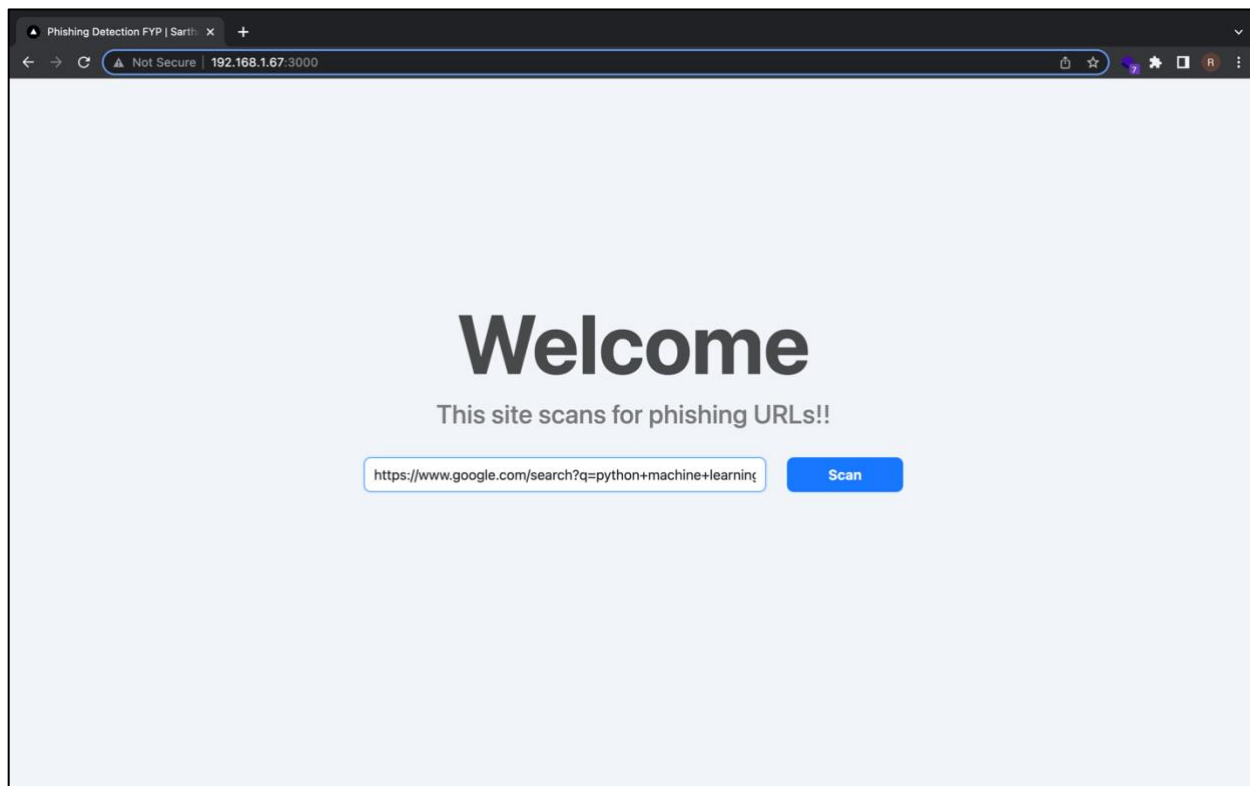 Phishing Detection FYP | Sarth
Not Secure | 192.168.1.67:3000
7
R
Welcome
This site scans for phishing URLs!!
https://www.google.com/search?q=python+machine+learning
Scan